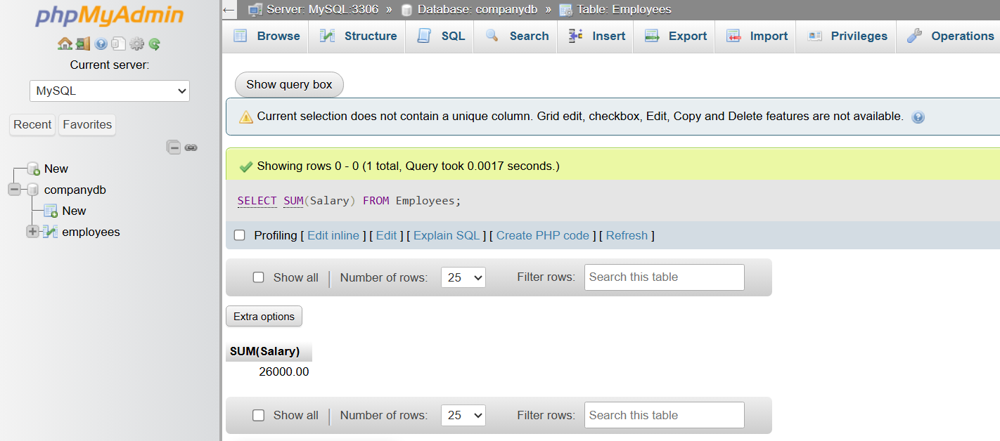 phpMyAdmin
Current server:
MySQL
Recent
Favorites
New
companydb
New
employees
Server: MySQL:3306 » Database: companydb » Table: Employees
Browse
Structure
SQL
Search
Insert
Export
Import
Privileges
Operations
Show query box
Current selection does not contain a unique column. Grid edit, checkbox, Edit, Copy and Delete features are not available.
Showing rows 0 - 0 (1 total, Query took 0.0017 seconds.)
SELECT SUM(Salary) FROM Employees;
Profiling [ Edit inline ] [ Edit ] [ Explain SQL ] [ Create PHP code ] [ Refresh ]
Show all | Number of rows: 25 Filter rows: Search this table
Extra options
SUM(Salary)
26000.00
Show all | Number of rows: 25 Filter rows: Search this table